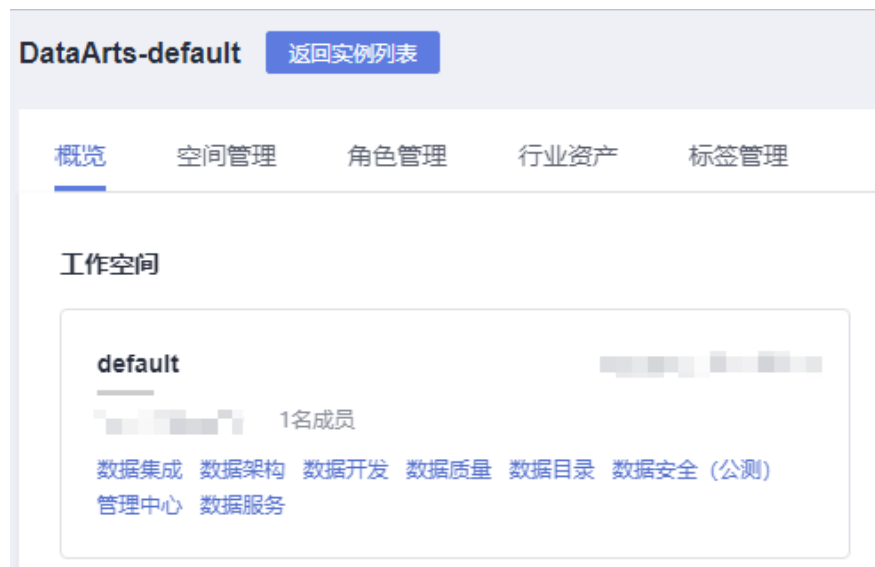 DataArts-default 返回实例列表
概览 空间管理 角色管理 行业资产 标签管理
工作空间
default
1名成员
数据集成 数据架构 数据开发 数据质量 数据目录 数据安全（公测）
管理中心 数据服务